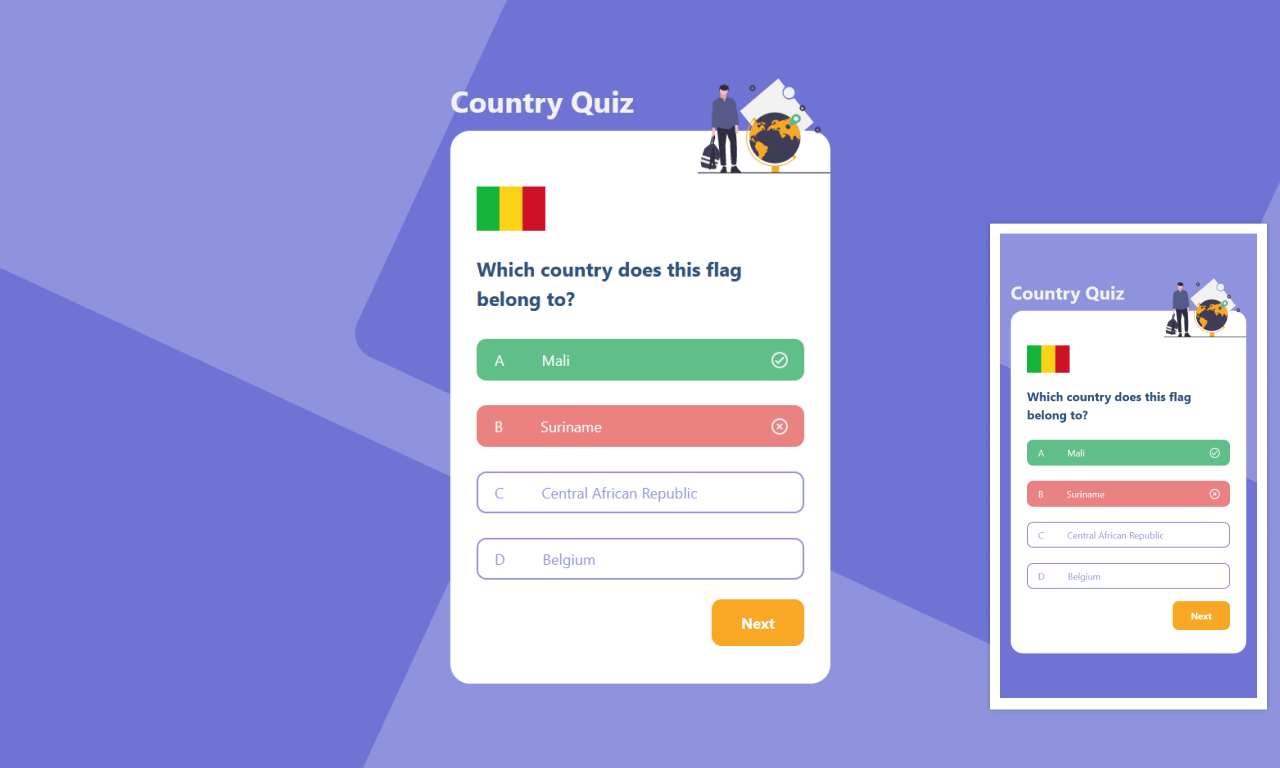 Country Quiz
Which country does this flag
belong to?
A Mali
B Suriname
C Central African Republic
D Belgium
Next
Country Quiz
Which country does this flag
belong to?
A Mali
B Suriname
C Central African Republic
D Belgium
Next